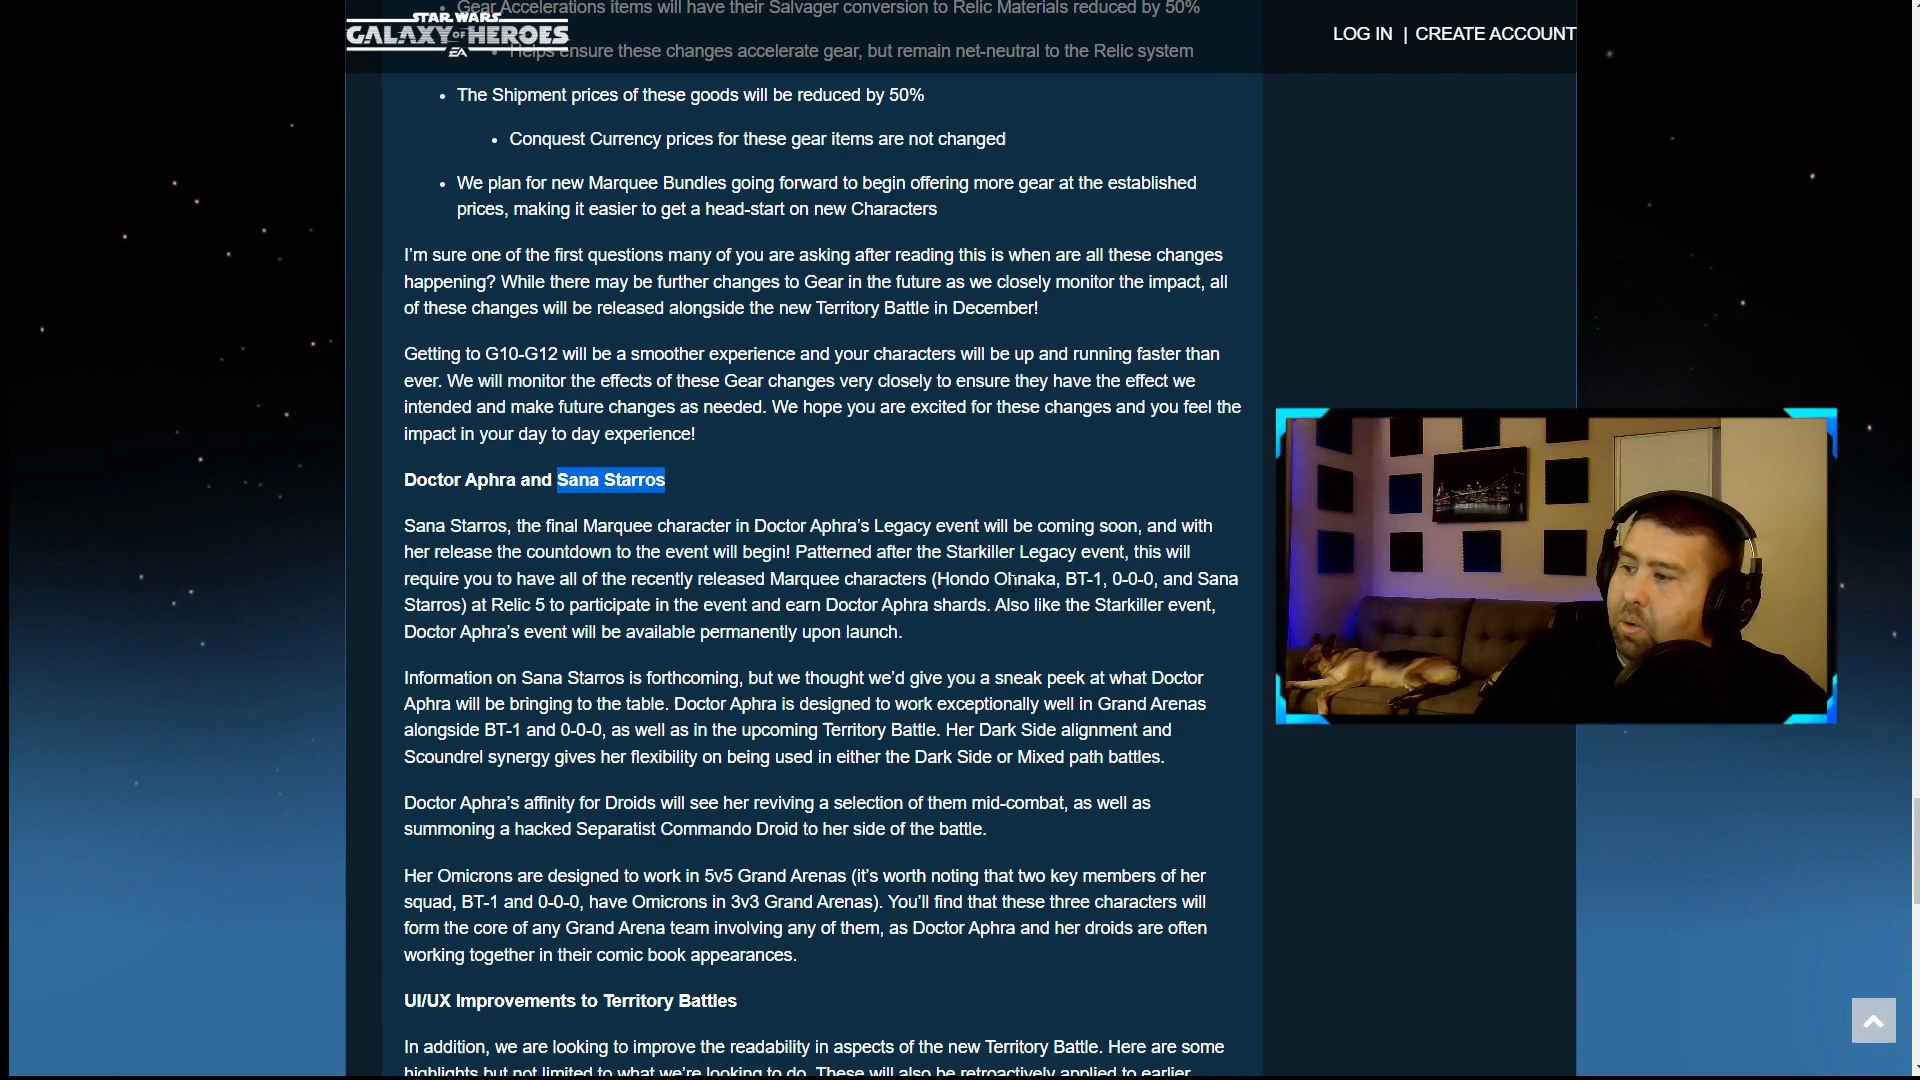 Gear Accelerations items will have their Salvager conversion to Relic Materials reduced by 50%
STAR WARS
GALAXY OF HEROES
EA
LOG IN | CREATE ACCOUNT
Helps ensure these changes accelerate gear, but remain net-neutral to the Relic system
The Shipment prices of these goods will be reduced by 50%
Conquest Currency prices for these gear items are not changed
We plan for new Marquee Bundles going forward to begin offering more gear at the established
prices, making it easier to get a head-start on new Characters
I'm sure one of the first questions many of you are asking after reading this is when are all these changes
happening? While there may be further changes to Gear in the future as we closely monitor the impact, all
of these changes will be released alongside the new Territory Battle in December!
Getting to G10-G12 will be a smoother experience and your characters will be up and running faster than
ever. We will monitor the effects of these Gear changes very closely to ensure they have the effect we
intended and make future changes as needed. We hope you are excited for these changes and you feel the
impact in your day to day experience!
Doctor Aphra and Sana Starros
Sana Starros, the final Marquee character in Doctor Aphra's Legacy event will be coming soon, and with
her release the countdown to the event will begin! Patterned after the Starkiller Legacy event, this will
require you to have all of the recently released Marquee characters (Hondo Ohnaka, BT-1, 0-0-0, and Sana
Starros) at Relic 5 to participate in the event and earn Doctor Aphra shards. Also like the Starkiller event,
Doctor Aphra's event will be available permanently upon launch.
Information on Sana Starros is forthcoming, but we thought we'd give you a sneak peek at what Doctor
Aphra will be bringing to the table. Doctor Aphra is designed to work exceptionally well in Grand Arenas
alongside BT-1 and 0-0-0, as well as in the upcoming Territory Battle. Her Dark Side alignment and
Scoundrel synergy gives her flexibility on being used in either the Dark Side or Mixed path battles.
Doctor Aphra's affinity for Droids will see her reviving a selection of them mid-combat, as well as
summoning a hacked Separatist Commando Droid to her side of the battle.
Her Omicrons are designed to work in 5v5 Grand Arenas (it's worth noting that two key members of her
squad, BT-1 and 0-0-0, have Omicrons in 3v3 Grand Arenas). You'll find that these three characters will
form the core of any Grand Arena team involving any of them, as Doctor Aphra and her droids are often
working together in their comic book appearances.
UI/UX Improvements to Territory Battles
In addition, we are looking to improve the readability in aspects of the new Territory Battle. Here are some
highlights but not limited to what we're looking to do. These will also be retroactively applied to earlier